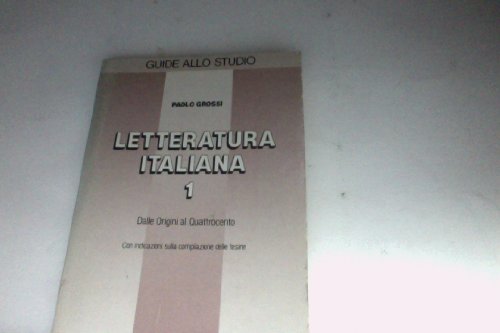 GUIDE ALLO STUDIO
PAOLO GROSSI
LETTERATURA
ITALIANA
1
Dalle Origini al Quattrocento
Con indicazioni sulla compilazione delle tesine